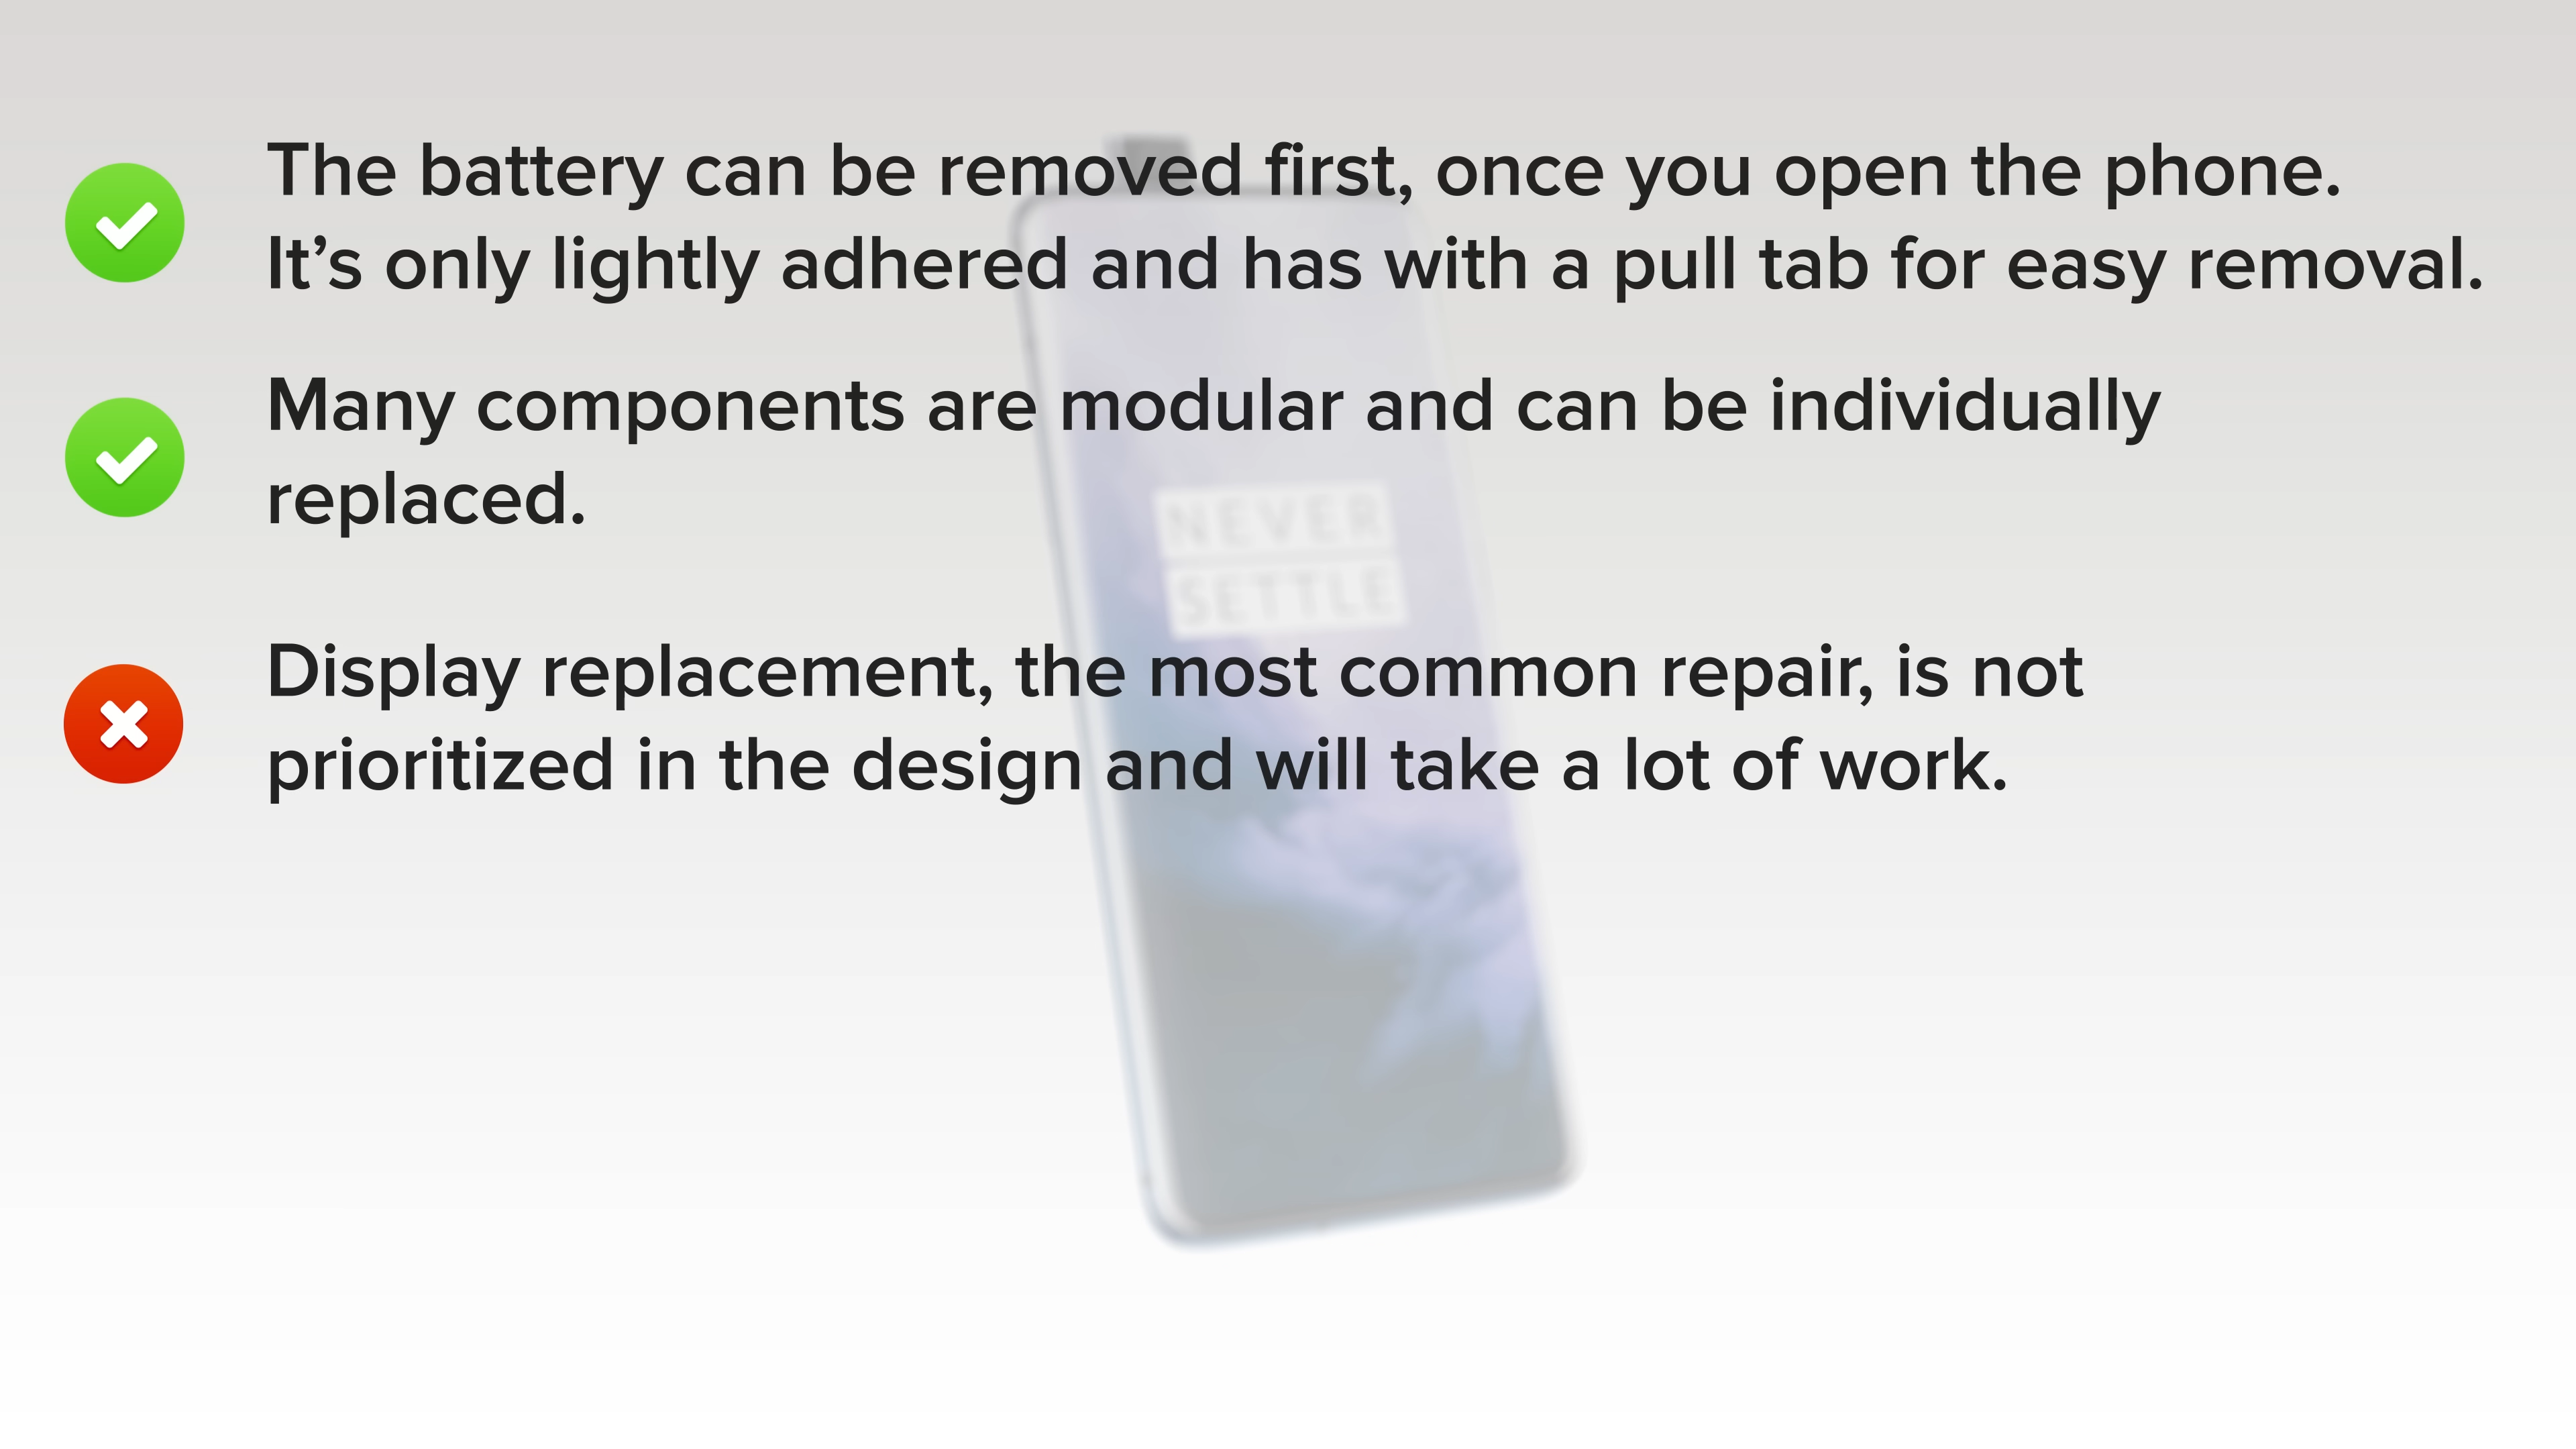 The battery can be removed first, once you open the phone.
It’s only lightly adhered and has with a pull tab for easy removal.
Many components are modular and can be individually
replaced.
NEVER
SETTLE
Display replacement, the most common repair, is not
prioritized in the design and will take a lot of work.